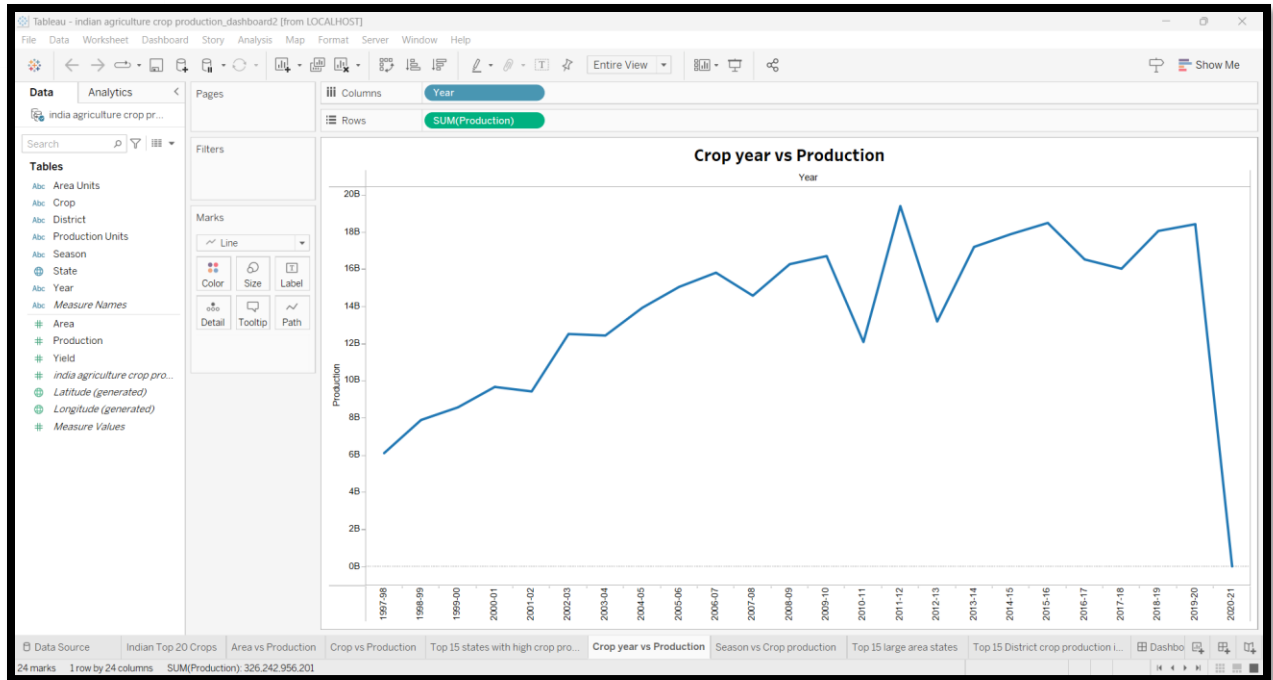 Tableau - indian agriculture crop production_dashboard2 [from LOCALHOST]
File Data Worksheet Dashboard Story Analysis Map Format Server Window Help
Entire View
Show Me
Data Analytics
india agriculture crop pr...
Search
Tables
Abc Area Units
Abc Crop
Abc District
Abc Production Units
Abc Season
State
Abc Year
Abc Measure Names
# Area
# Production
# Yield
# india agriculture crop pro...
Latitude (generated)
Longitude (generated)
# Measure Values
Pages
Filters
Marks
Line
Color Size Label
Detail Tooltip Path
Columns Year
Rows SUM(Production)
Crop year vs Production
Year
Production
20B
18B
16B
14B
12B
10B
8B
6B
4B
2B
0B
1997-98
1998-99
1999-00
2000-01
2001-02
2002-03
2003-04
2004-05
2005-06
2006-07
2007-08
2008-09
2009-10
2010-11
2011-12
2012-13
2013-14
2014-15
2015-16
2016-17
2017-18
2018-19
2019-20
2020-21
Data Source Indian Top 20 Crops Area vs Production Crop vs Production Top 15 states with high crop pro... Crop year vs Production Season vs Crop production Top 15 large area states Top 15 District crop production i... Dashbo
24 marks 1 row by 24 columns SUM(Production): 326.242.956.201